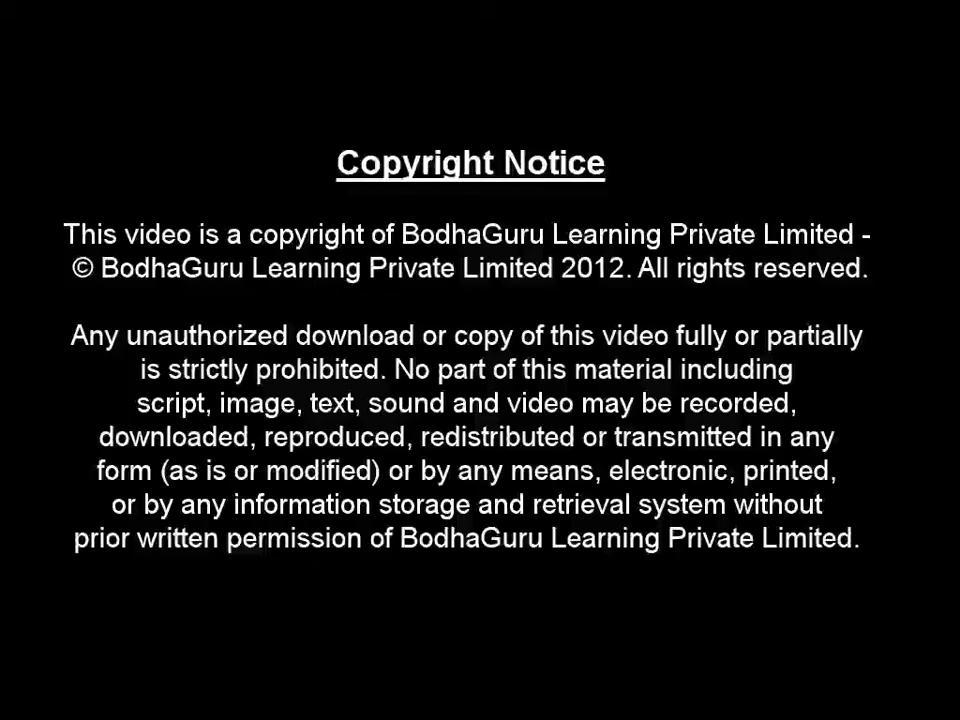 Copyright Notice
This video is a copyright of BodhaGuru Learning Private Limited -
© BodhaGuru Learning Private Limited 2012. All rights reserved.
Any unauthorized download or copy of this video fully or partially
is strictly prohibited. No part of this material including
script, image, text, sound and video may be recorded,
downloaded, reproduced, redistributed or transmitted in any
form (as is or modified) or by any means, electronic, printed,
or by any information storage and retrieval system without
prior written permission of BodhaGuru Learning Private Limited.